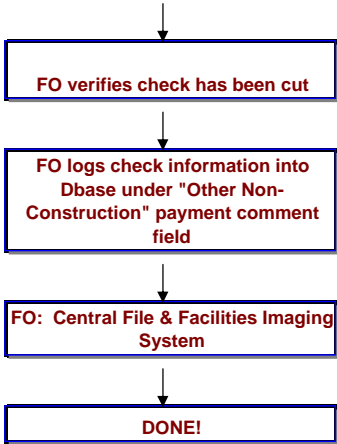 FO verifies check has been cut
FO logs check information into
Dbase under "Other Non-
Construction" payment comment
field
FO:  Central File & Facilities Imaging
System
DONE!